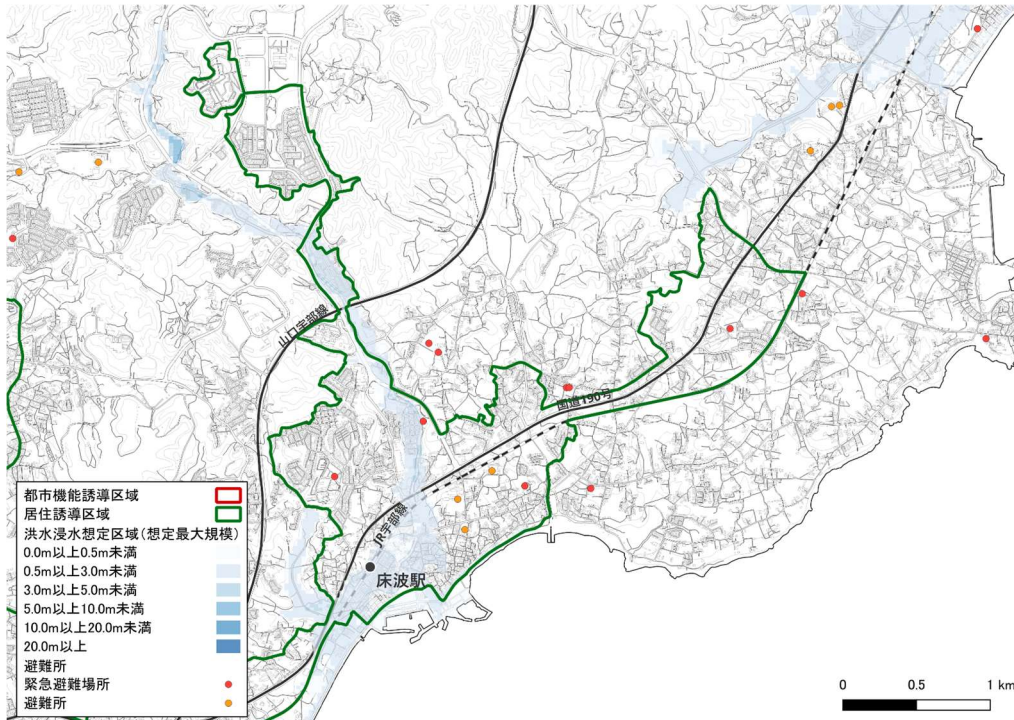 山口宇部線
国道190号
JR宇部線
床波駅
都市機能誘導区域
居住誘導区域
洪水浸水想定区域(想定最大規模)
0.0m以上0.5m未満
0.5m以上3.0m未満
3.0m以上5.0m未満
5.0m以上10.0m未満
10.0m以上20.0m未満
20.0m以上
避難所
緊急避難場所
避難所
0 0.5 1 km